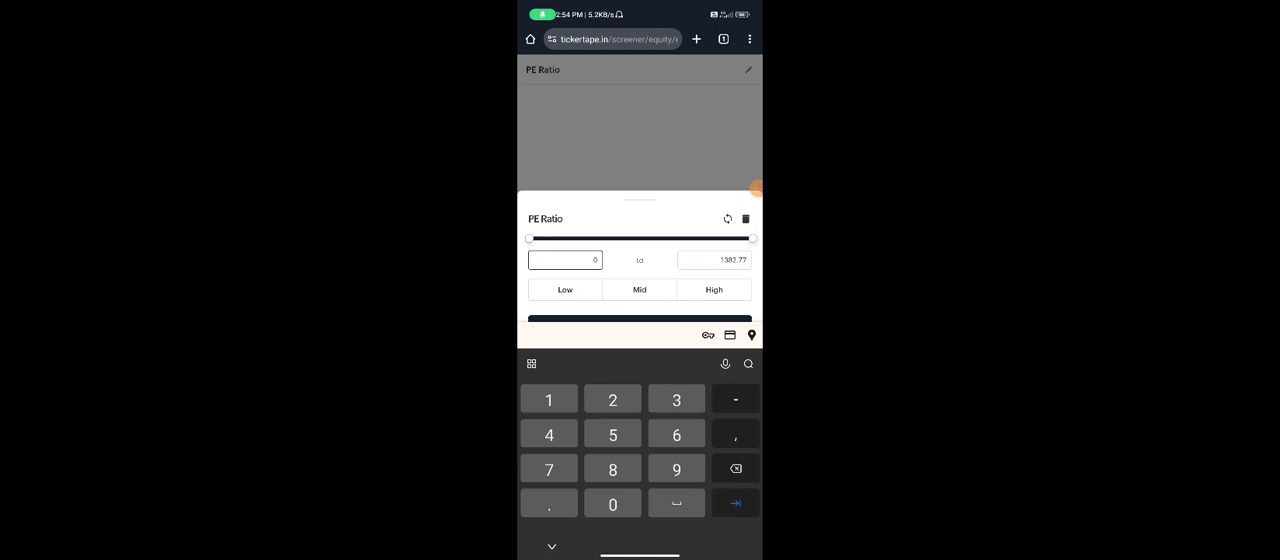 2:54 PM | 5.2KB/s
tickertape.in/screener/equity/e
1
PE Ratio
PE Ratio
0 to 1382.77
Low Mid High
1 2 3 -
4 5 6 ,
7 8 9
. 0